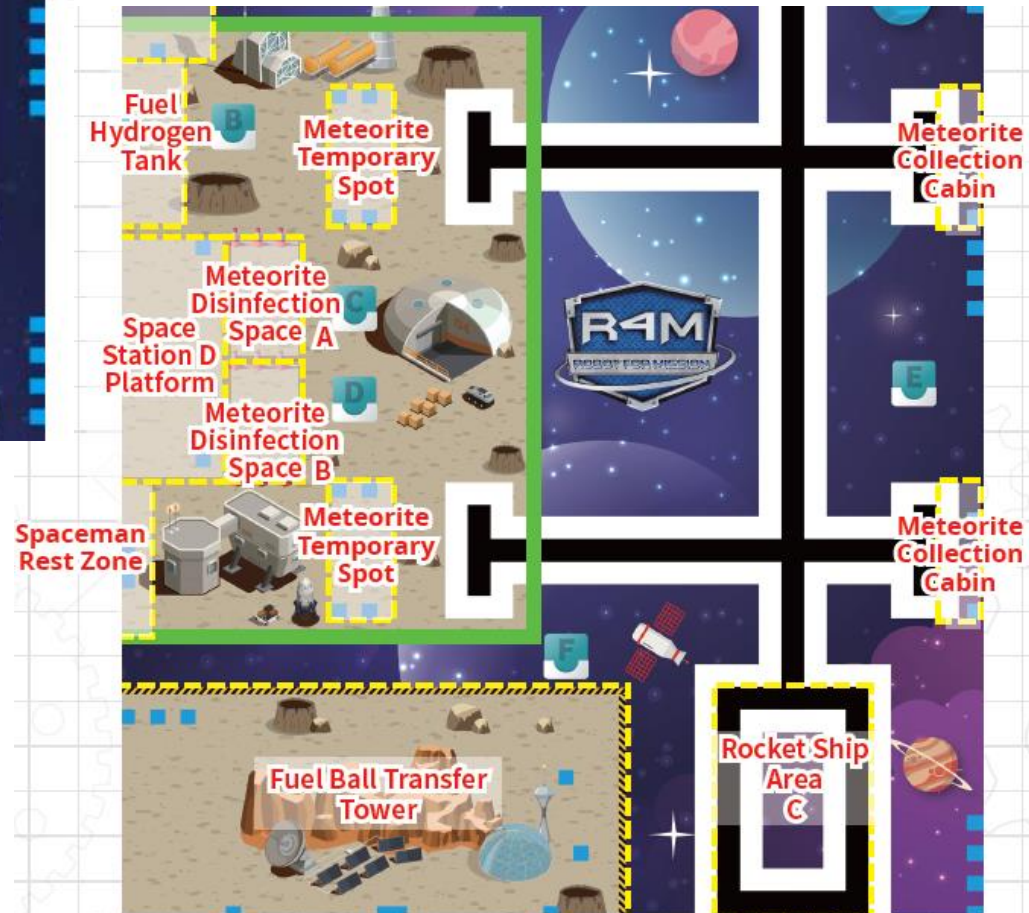 B
Fuel
Hydrogen
Tank
Meteorite
Temporary
Spot
Meteorite
Collection
Cabin
Meteorite
Disinfection
Space A
C
Space
Station D
Platform
R4M
ROBOT FOR MISSION
E
D
Meteorite
Disinfection
Space B
Spaceman
Rest Zone
Meteorite
Temporary
Spot
Meteorite
Collection
Cabin
F
Fuel Ball Transfer
Tower
Rocket Ship
Area
C